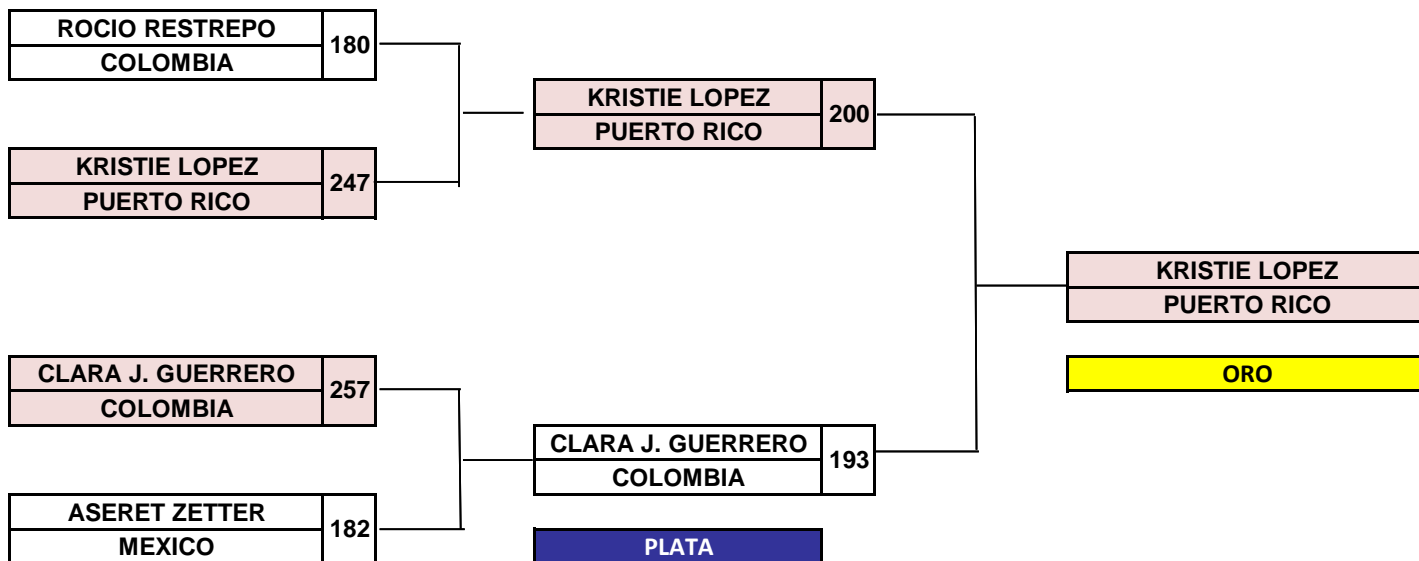 ROCIO RESTREPO
180
COLOMBIA
KRISTIE LOPEZ
247
PUERTO RICO
CLARA J. GUERRERO
257
COLOMBIA
ASERET ZETTER
182
MEXICO
KRISTIE LOPEZ
200
PUERTO RICO
CLARA J. GUERRERO
193
COLOMBIA
PLATA
KRISTIE LOPEZ
PUERTO RICO
ORO